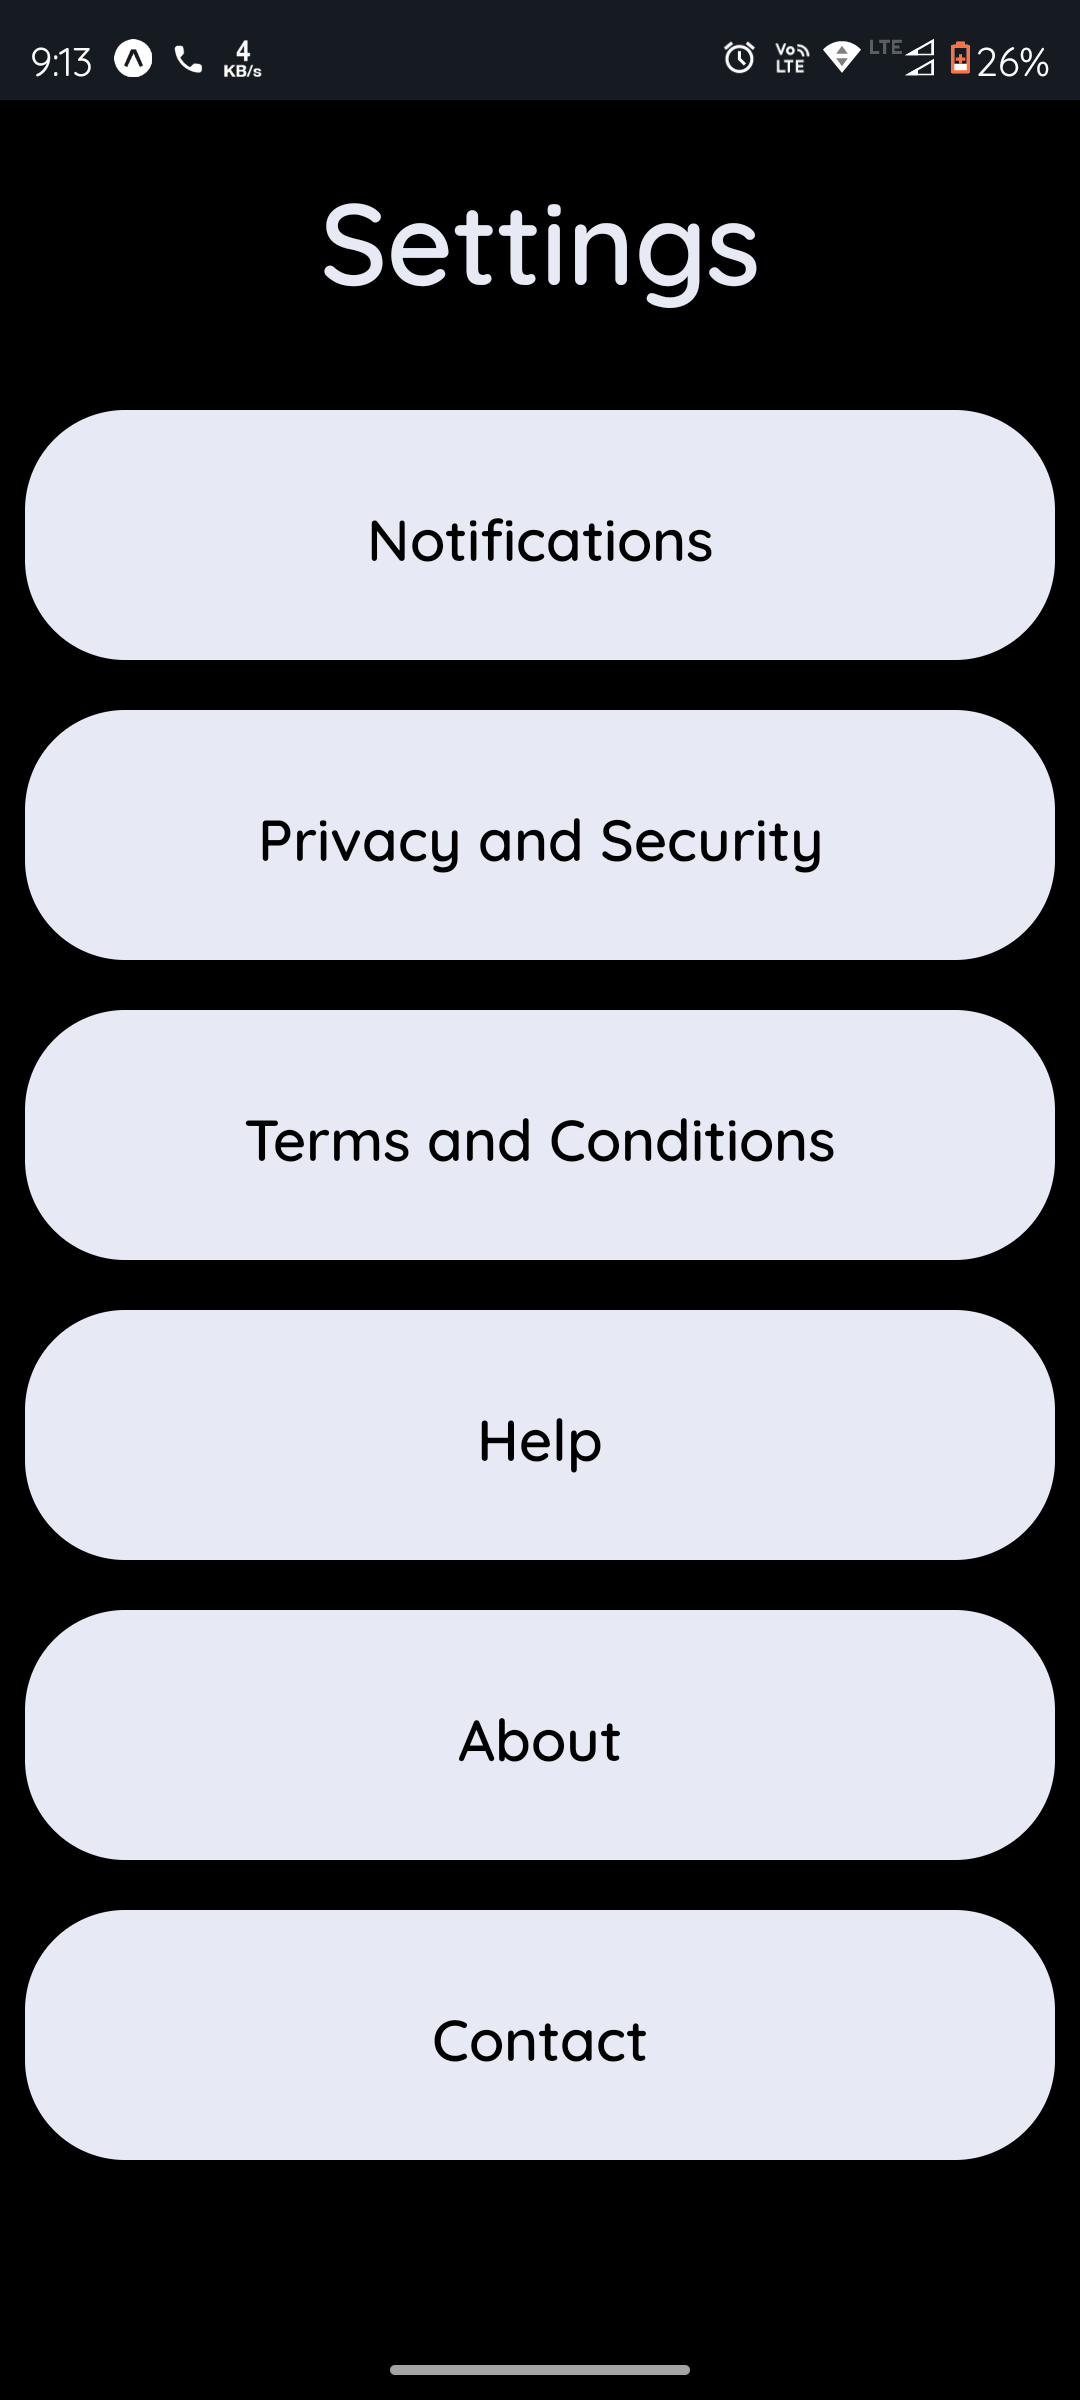 9:13 4 KB/s Vo LTE LTE 26%
Settings
Notifications
Privacy and Security
Terms and Conditions
Help
About
Contact